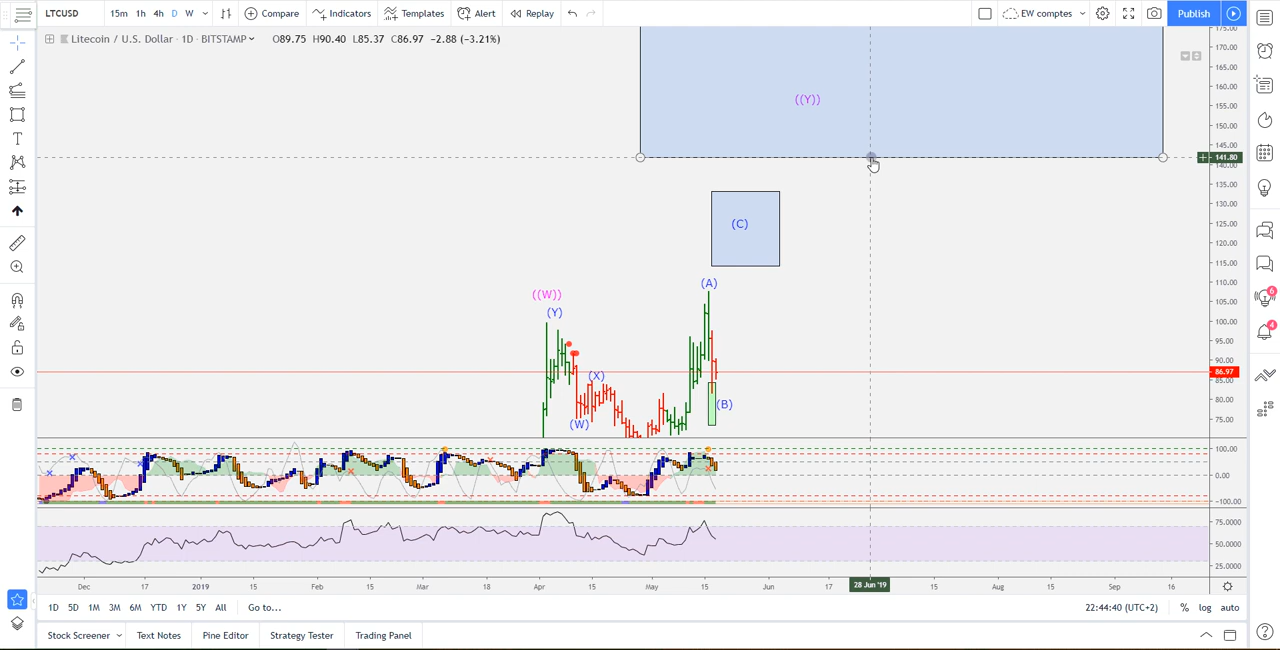 LTCUSD 15m 1h 4h D W Compare Indicators Templates Alert Replay EW comptes Publish
Litecoin / U.S. Dollar · 1D · BITSTAMP O89.75 H90.40 L85.37 C86.97 −2.88 (−3.21%)
175.00
170.00
165.00
160.00
((Y))
155.00
150.00
145.00
141.80
140.00
135.00
130.00
(C)
125.00
120.00
115.00
110.00
(A)
((W))
105.00
(Y)
100.00
95.00
90.00
86.97
(X)
85.00
80.00
(B)
(W)
75.00
100.00
0.00
−100.00
75.0000
50.0000
25.0000
Dec 17 2019 15 Feb 15 Mar 18 Apr 15 May 15 Jun 17 28 Jun '19 15 Aug 15 Sep 16
1D 5D 1M 3M 6M YTD 1Y 5Y All Go to... 22:44:40 (UTC+2) % log auto
Stock Screener Text Notes Pine Editor Strategy Tester Trading Panel
6
4